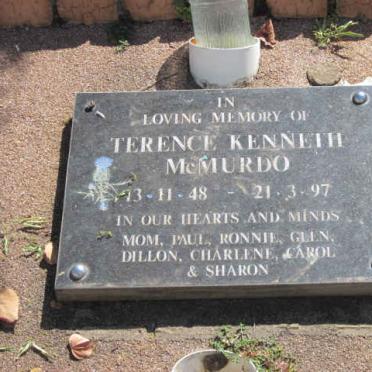 IN
LOVING MEMORY OF
TERENCE KENNETH
McMURDO
13·11·48 - 21·3·97
IN OUR HEARTS AND MINDS
MOM, PAUL, RONNIE, GLEN,
DILLON, CHARLENE, CAROL
& SHARON